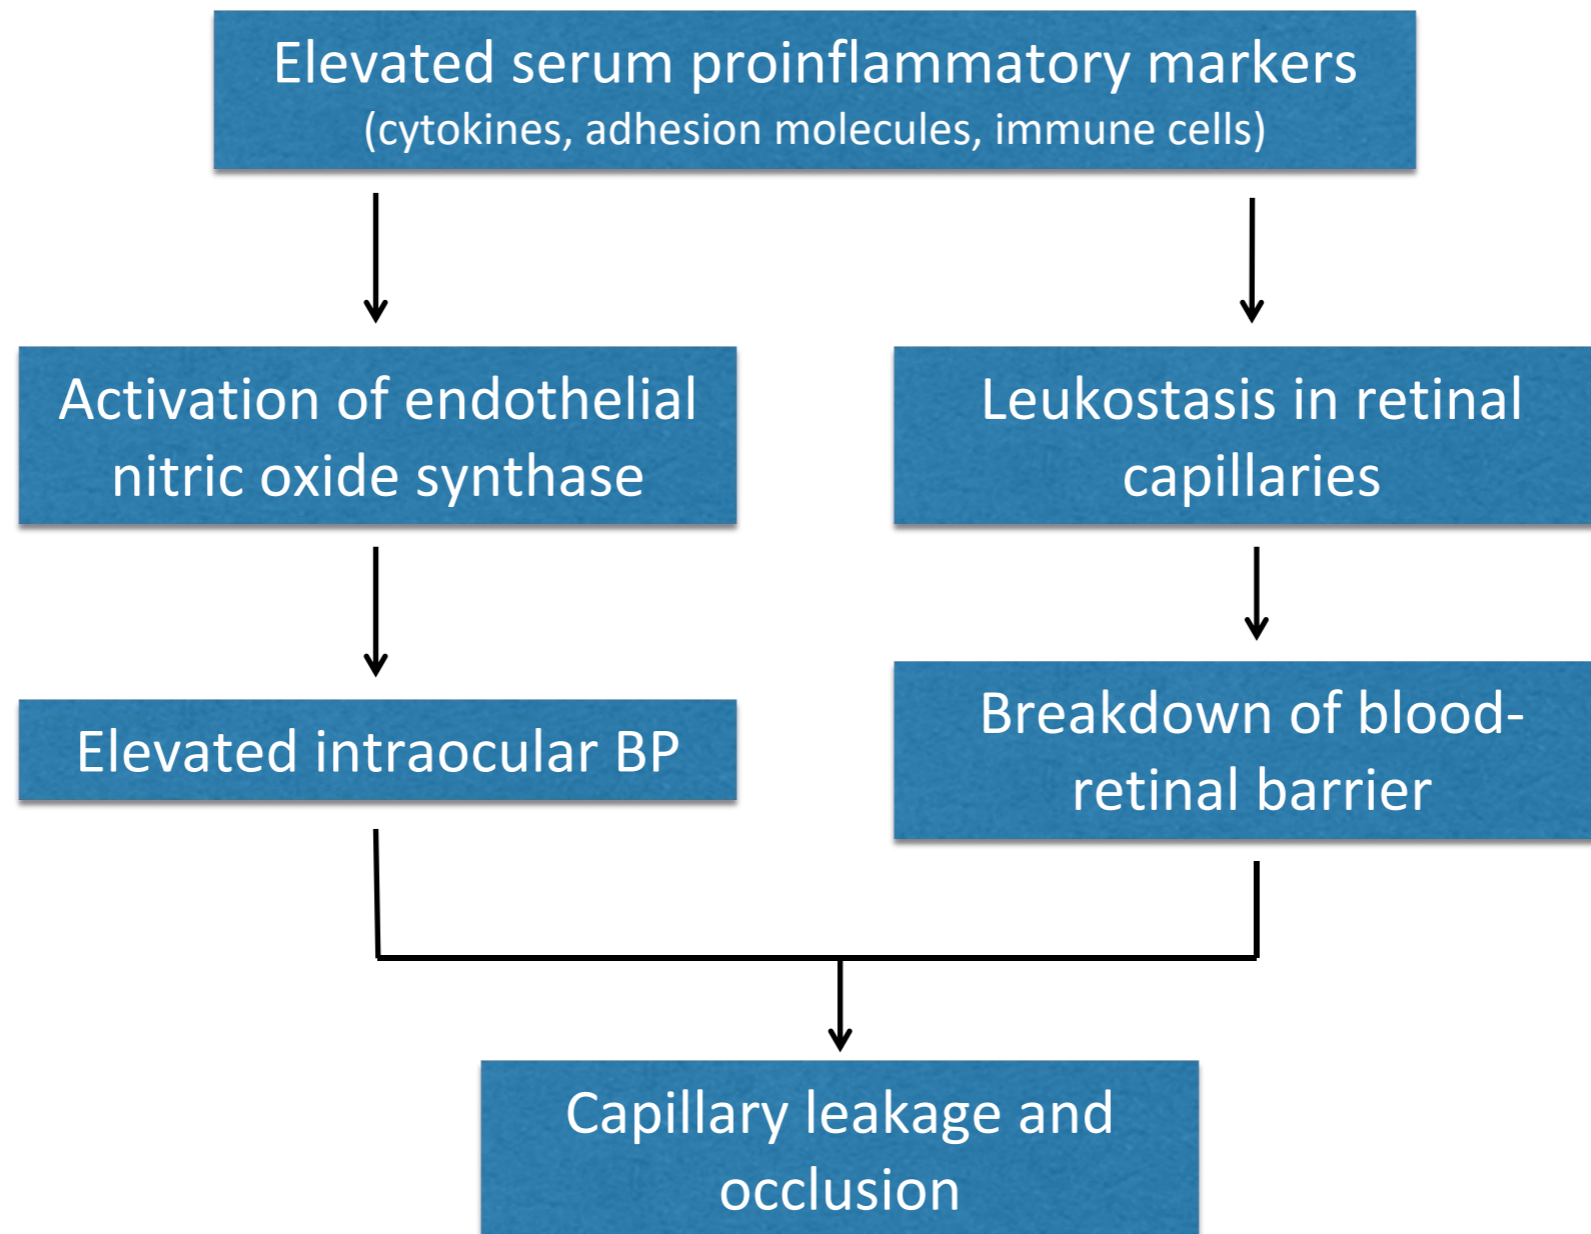 Elevated serum proinflammatory markers
(cytokines, adhesion molecules, immune cells)
Activation of endothelial
nitric oxide synthase
Leukostasis in retinal
capillaries
Elevated intraocular BP
Breakdown of blood-
retinal barrier
Capillary leakage and
occlusion